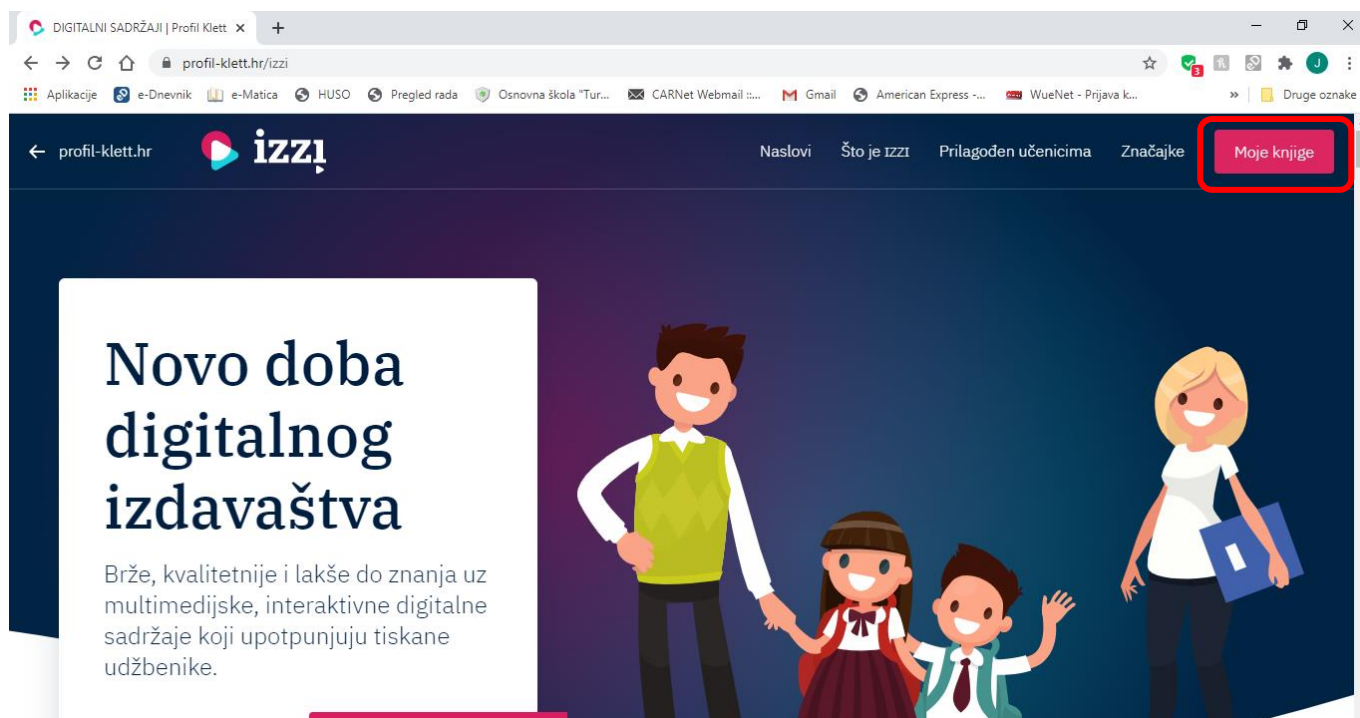 DIGITALNI SADRŽAJI | Profil Klett
profil-klett.hr/izzi
3
J
Aplikacije e-Dnevnik e-Matica HUSO Pregled rada Osnovna škola "Tur... CARNet Webmail ::... Gmail American Express -... WueNet - Prijava k... » Druge oznake
profil-klett.hr izzi Naslovi Što je IZZI Prilagođen učenicima Značajke Moje knjige
Novo doba
digitalnog
izdavaštva
Brže, kvalitetnije i lakše do znanja uz
multimedijske, interaktivne digitalne
sadržaje koji upotpunjuju tiskane
udžbenike.